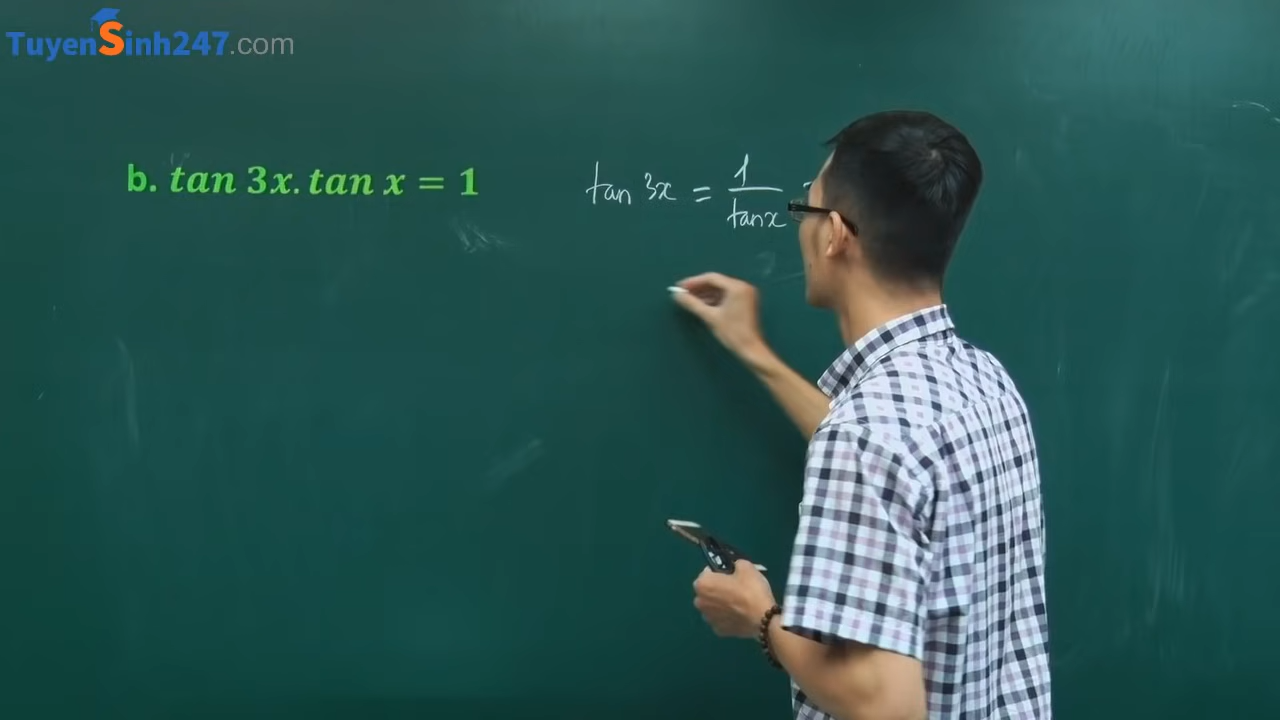 TuyenSinh247.com
b. tan 3x. tan x = 1
tan 3x = 1/tanx